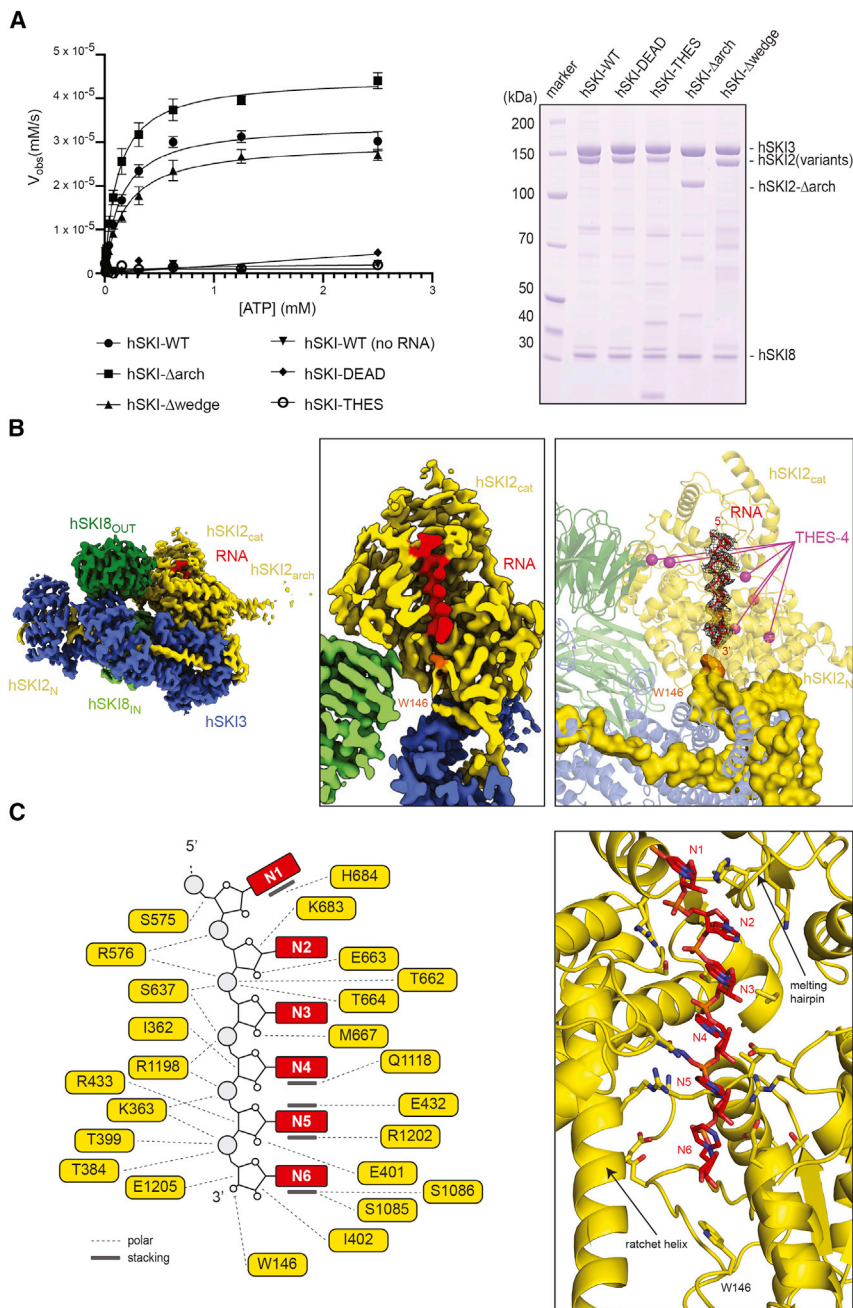 A
5 x 10-5
4 x 10-5
3 x 10-5
2 x 10-5
1 x 10-5
0
Vobs(mM/s)
0 1 2 3
[ATP] (mM)
hSKI-WT
hSKI-Δarch
hSKI-Δwedge
hSKI-WT (no RNA)
hSKI-DEAD
hSKI-THES
marker
hSKI-WT
hSKI-DEAD
hSKI-THES
hSKI-Δarch
hSKI-Δwedge
(kDa)
200
150
100
70
50
40
30
- hSKI3
- hSKI2(variants)
- hSKI2-Δarch
- hSKI8
B
hSKI8OUT
hSKI2cat
RNA
hSKI2arch
hSKI2N
hSKI8IN
hSKI3
hSKI2cat
RNA
W146
hSKI2cat
5'
RNA
THES-4
3'
hSKI2N
W146
C
5'
N1
H684
K683
S575
N2
E663
R576
T662
S637
T664
N3
I362
M667
R1198
N4
Q1118
R433
E432
K363
N5
R1202
T399
E401
T384
N6
S1086
E1205
S1085
3'
I402
W146
polar
stacking
N1
N2
melting
hairpin
N3
N4
N5
N6
ratchet helix
W146